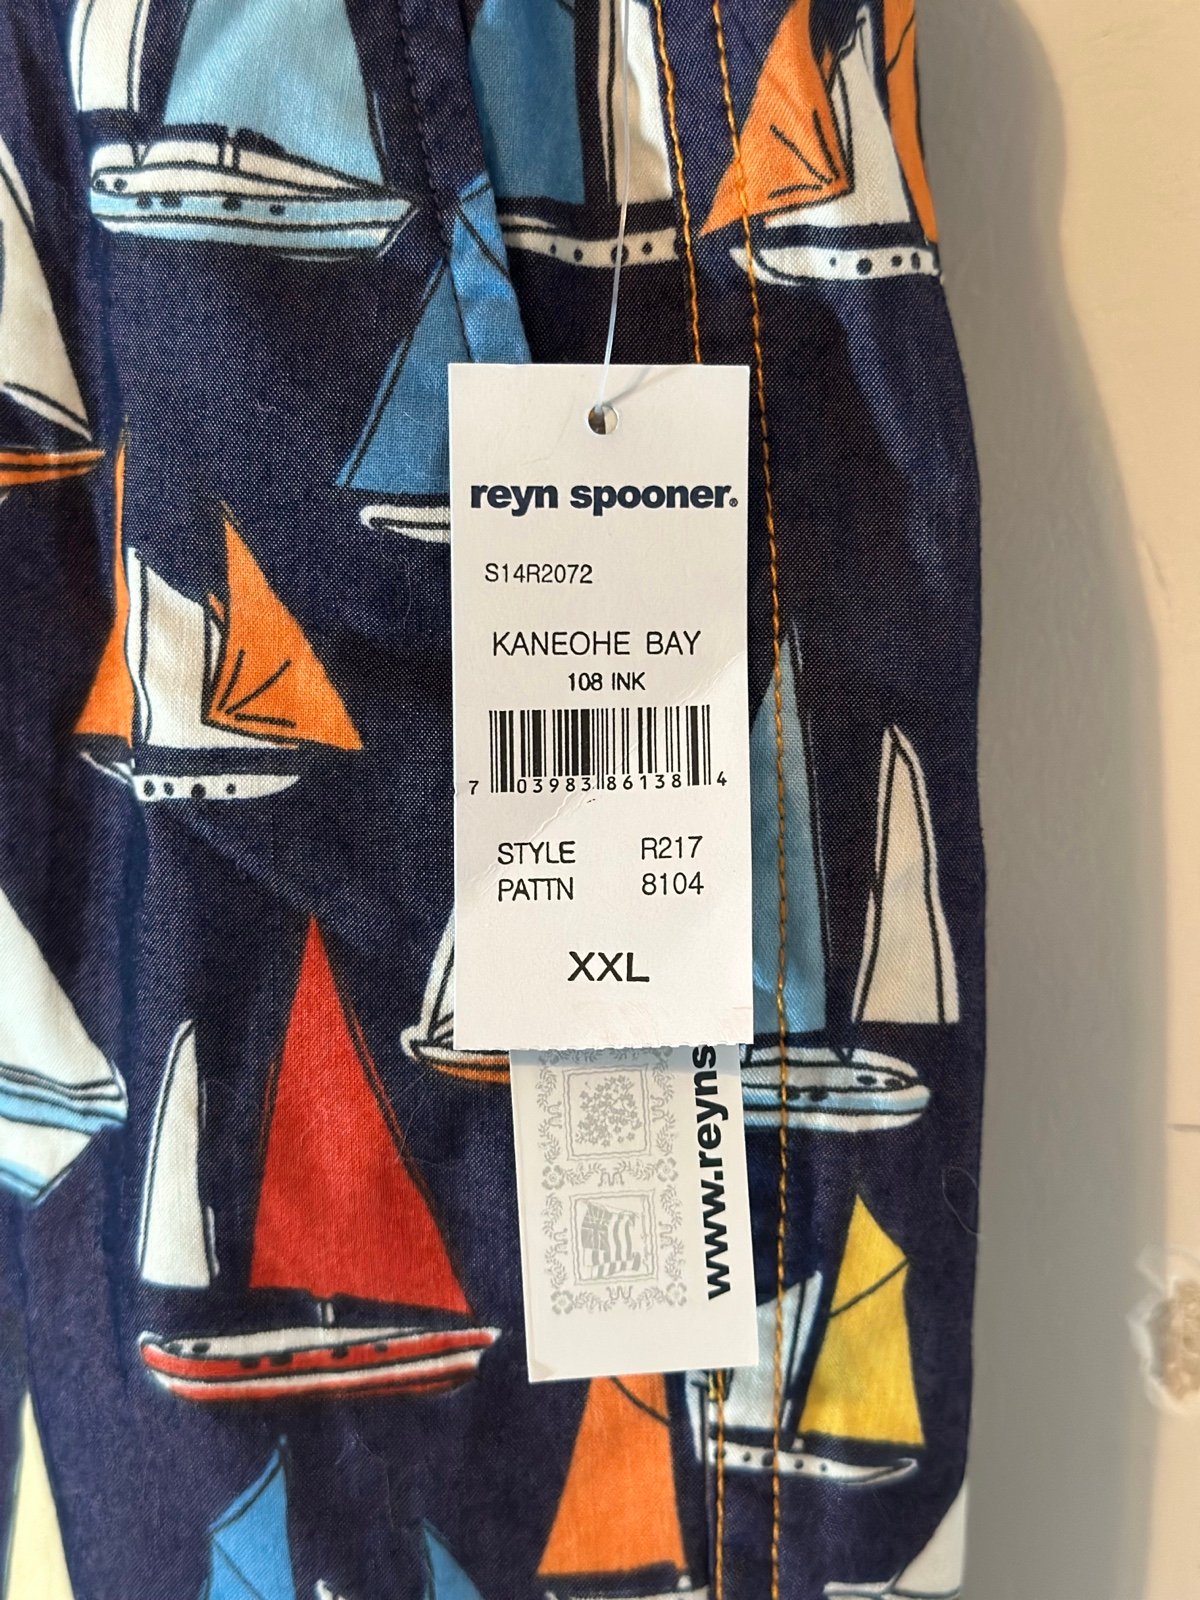 reyn spooner®
S14R2072
KANEOHE BAY
108 INK
7 03983 86138 4
STYLE R217
PATTN 8104
XXL
www.reyns